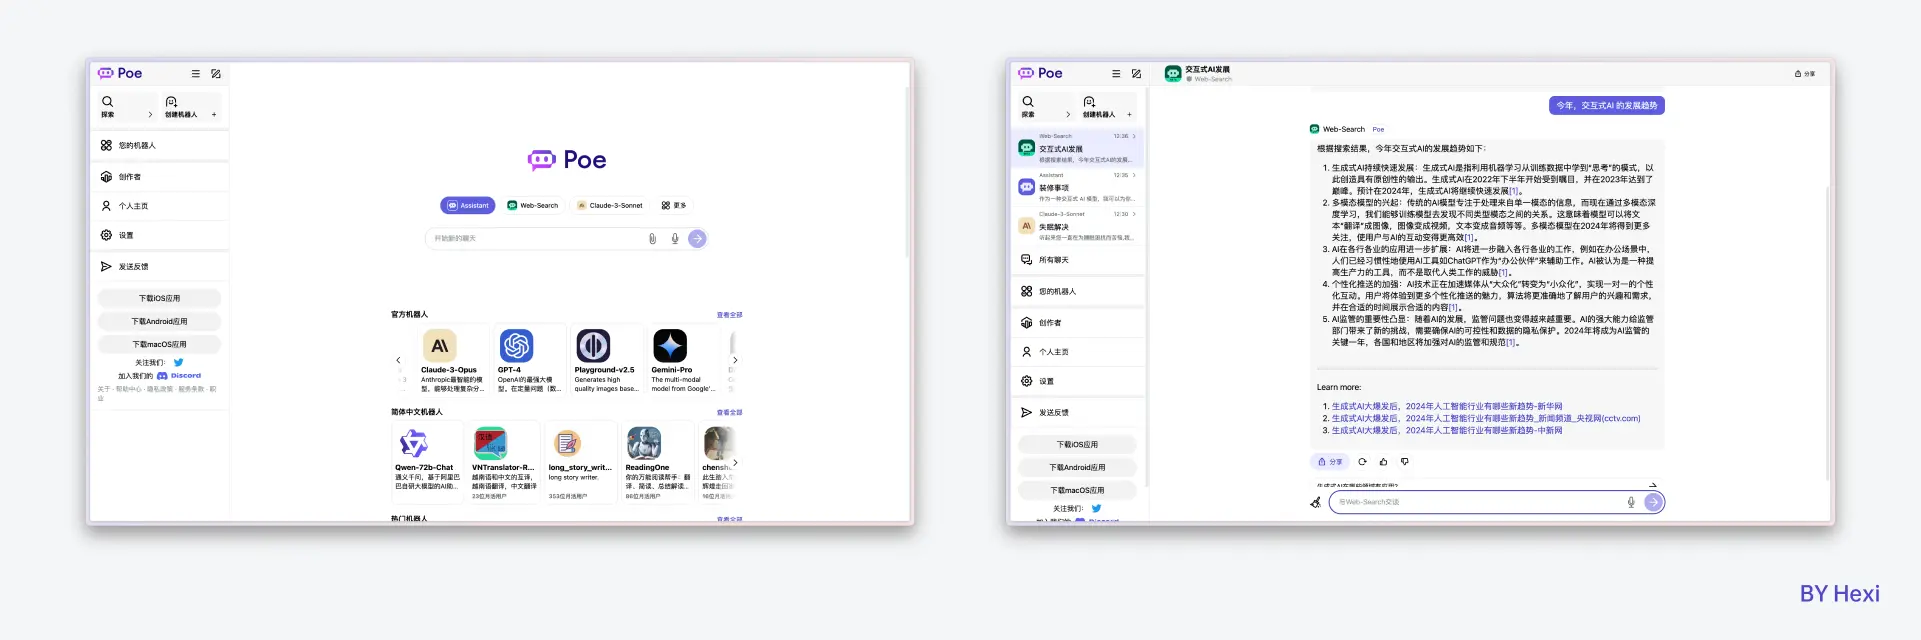 Poe
探索
创建机器人 +
您的机器人
创作者
个人主页
设置
发送反馈
下载iOS应用
下载Android应用
下载macOS应用
关注我们:
加入我们的 Discord
关于 · 帮助中心 · 隐私政策 · 服务条款 · 职业
Poe
Assistant
Web-Search
Claude-3-Sonnet
更多
开始新的聊天
官方机器人
查看全部
Claude-3-Opus
Anthropic最智能的模
型，能够处理复杂分...
GPT-4
OpenAI的最强大模
型。在定量问题（数...
Playground-v2.5
Generates high
quality images base...
Gemini-Pro
The multi-modal
model from Google'...
简体中文机器人
查看全部
Qwen-72b-Chat
通义千问，基于阿里巴
巴自研大模型的AI助...
VNTranslator-R...
越南语和中文的互译，
越南语翻译，中文翻译
23位月活用户
long_story_writ...
long story writer.
353位月活用户
ReadingOne
你的万能阅读帮手：翻
译、简读、总结解读...
86位月活用户
chensh
此生踏入
辉煌走回
16位月活用户
热门机器人
查看全部
Poe
探索
创建机器人 +
Web-Search 12:36
交互式AI发展
根据搜索结果，今年交互式AI的发展...
Assistant 12:35
装修事项
作为一种交互式 AI 模型，我可以为你...
Claude-3-Sonnet 12:30
失眠解决
所有聊天
您的机器人
创作者
个人主页
设置
发送反馈
下载iOS应用
下载Android应用
下载macOS应用
关注我们:
加入我们的 Discord
交互式AI发展
Web-Search
分享
今年，交互式AI 的发展趋势
Web-Search Poe
根据搜索结果，今年交互式AI的发展趋势如下：
1. 生成式AI持续快速发展：生成式AI是指利用机器学习从训练数据中学到“思考”的模式，以
此创造具有原创性的输出。生成式AI在2022年下半年开始受到瞩目，并在2023年达到了
巅峰。预计在2024年，生成式AI将继续快速发展[1]。
2. 多模态模型的兴起：传统的AI模型专注于处理来自单一模态的信息，而现在通过多模态深
度学习，我们能够训练模型去发现不同类型模态之间的关系。这意味着模型可以将文
本“翻译”成图像，图像变成视频，文本变成音频等等。多模态模型在2024年将得到更多
关注，使用户与AI的互动变得更高效[1]。
3. AI在各行各业的应用进一步扩展：AI将进一步融入各行各业的工作，例如在办公场景中，
人们已经习惯性地使用AI工具如ChatGPT作为“办公伙伴”来辅助工作。AI被认为是一种提
高生产力的工具，而不是取代人类工作的威胁[1]。
4. 个性化推送的加强：AI技术正在加速媒体从“大众化”转变为“小众化”，实现一对一的个性
化互动。用户将体验到更多个性化推送的魅力，算法将更准确地了解用户的兴趣和需求，
并在合适的时间展示合适的内容[1]。
5. AI监管的重要性凸显：随着AI的发展，监管问题也变得越来越重要。AI的强大能力给监管
部门带来了新的挑战，需要确保AI的可控性和数据的隐私保护。2024年将成为AI监管的
关键一年，各国和地区将加强对AI的监管和规范[1]。
Learn more:
1. 生成式AI大爆发后，2024年人工智能行业有哪些新趋势-新华网
2. 生成式AI大爆发后，2024年人工智能行业有哪些新趋势_新闻频道_央视网(cctv.com)
3. 生成式AI大爆发后，2024年人工智能行业有哪些新趋势-中新网
分享
与Web-Search交谈
BY Hexi